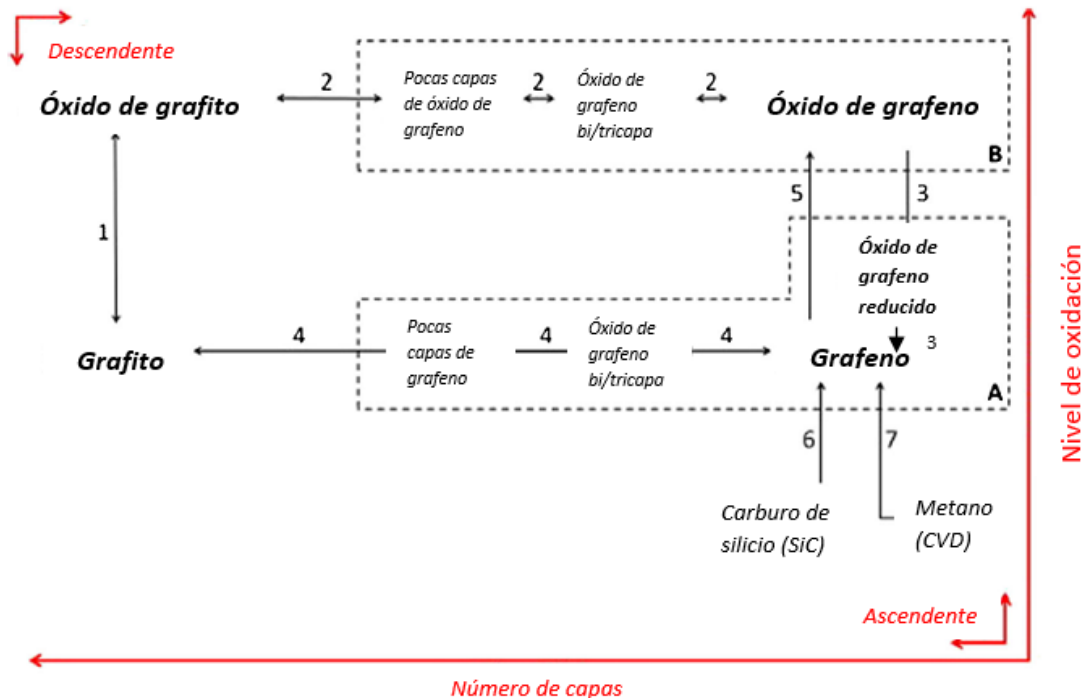 Descendente
Óxido de grafito
2
Pocas capas
de óxido de
grafeno
2
Óxido de
grafeno
bi/tricapa
2
Óxido de grafeno
B
1
5
3
Óxido de
grafeno
reducido
3
Grafito
4
Pocas
capas de
grafeno
4
Óxido de
grafeno
bi/tricapa
4
Grafeno
A
6
7
Carburo de
silicio (SiC)
Metano
(CVD)
Nivel de oxidación
Ascendente
Número de capas